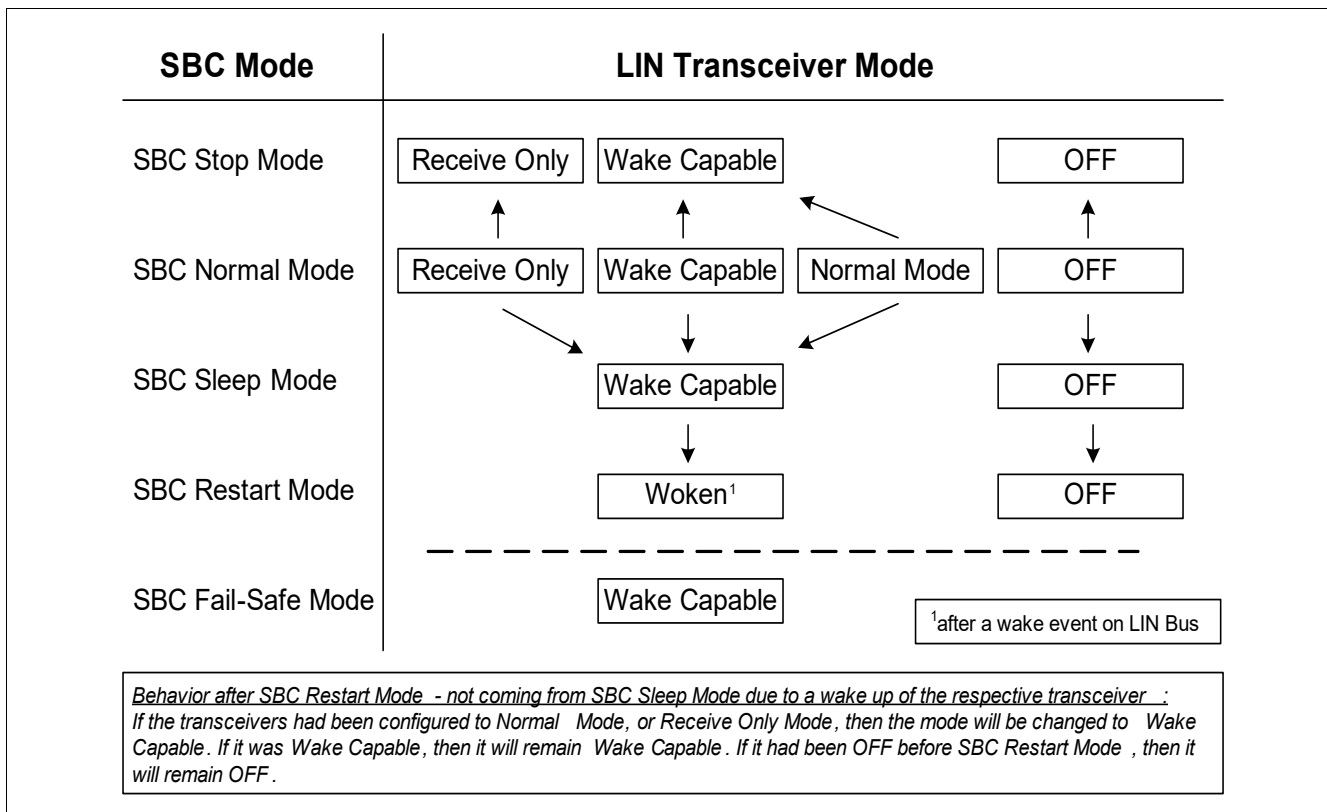 SBC Mode LIN Transceiver Mode
SBC Stop Mode Receive Only Wake Capable OFF
SBC Normal Mode Receive Only Wake Capable Normal Mode OFF
SBC Sleep Mode Wake Capable OFF
SBC Restart Mode Woken¹ OFF
SBC Fail-Safe Mode Wake Capable
¹after a wake event on LIN Bus
Behavior after SBC Restart Mode - not coming from SBC Sleep Mode due to a wake up of the respective transceiver :
If the transceivers had been configured to Normal Mode, or Receive Only Mode, then the mode will be changed to Wake
Capable. If it was Wake Capable, then it will remain Wake Capable. If it had been OFF before SBC Restart Mode, then it
will remain OFF.